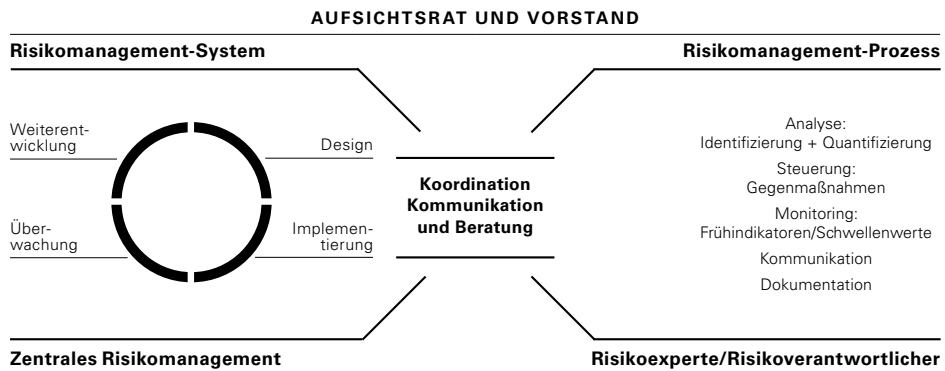 AUFSICHTSRAT UND VORSTAND
Risikomanagement-System
Risikomanagement-Prozess
Weiterent-
wicklung
Design
Über-
wachung
Implemen-
tierung
Koordination
Kommunikation
und Beratung
Analyse:
Identifizierung + Quantifizierung
Steuerung:
Gegenmaßnahmen
Monitoring:
Frühindikatoren/Schwellenwerte
Kommunikation
Dokumentation
Zentrales Risikomanagement
Risikoexperte/Risikoverantwortlicher